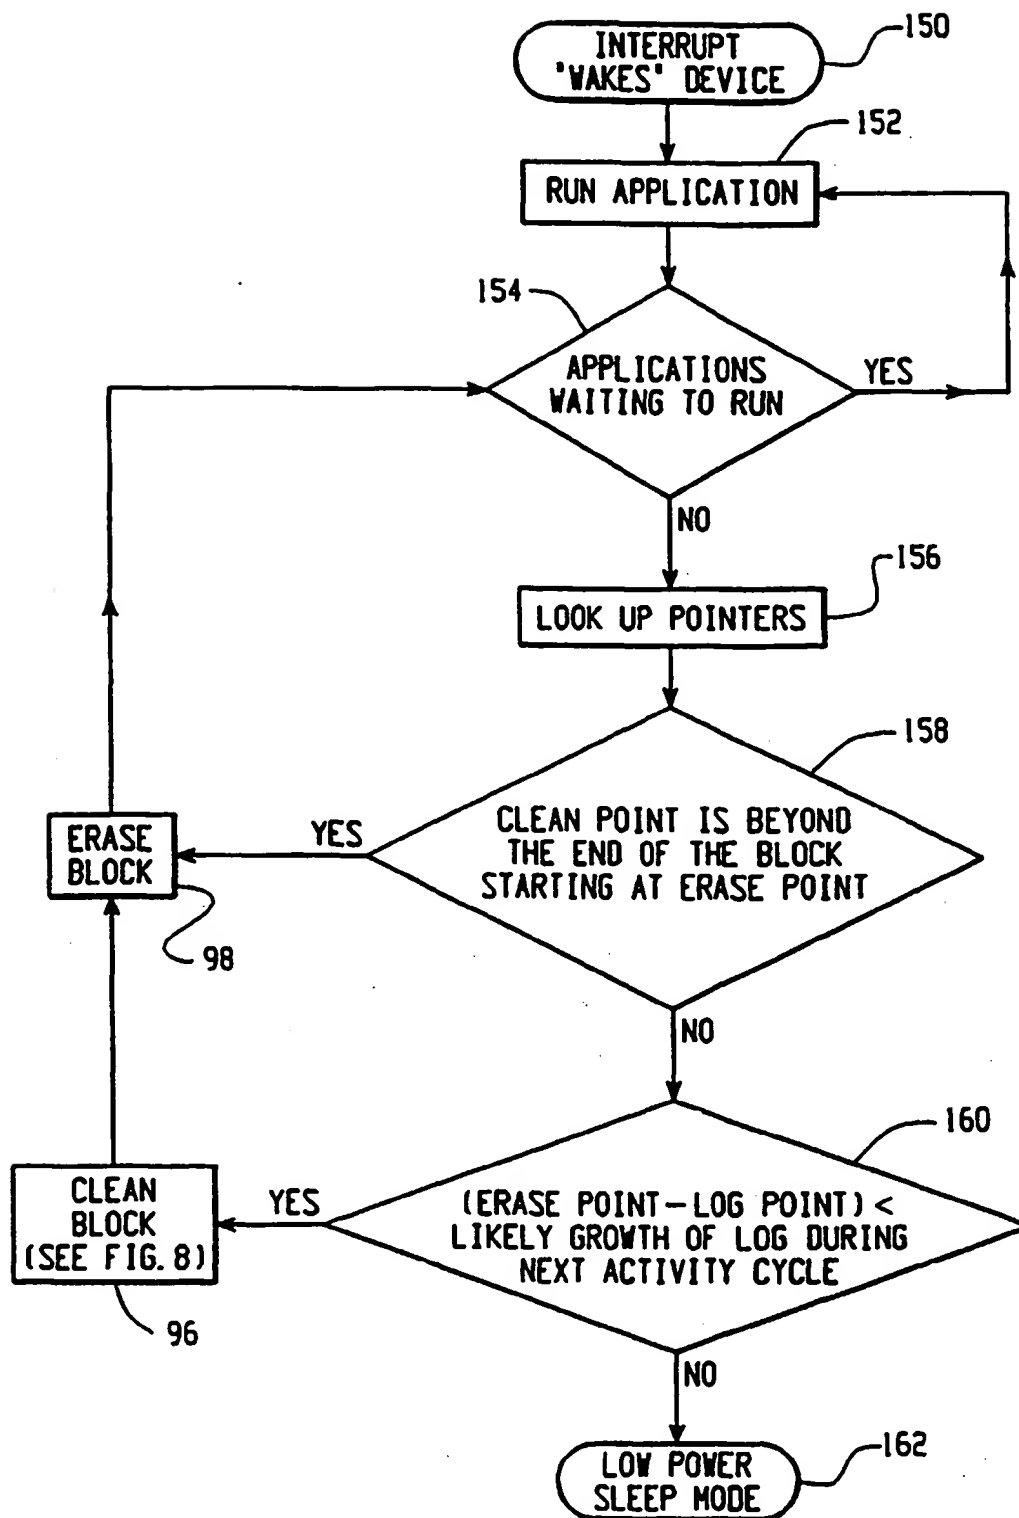 INTERRUPT
'WAKES' DEVICE
150
152
RUN APPLICATION
154
APPLICATIONS
WAITING TO RUN
YES
NO
156
LOOK UP POINTERS
158
CLEAN POINT IS BEYOND
THE END OF THE BLOCK
STARTING AT ERASE POINT
YES
ERASE
BLOCK
98
NO
160
(ERASE POINT-LOG POINT) <
LIKELY GROWTH OF LOG DURING
NEXT ACTIVITY CYCLE
YES
CLEAN
BLOCK
(SEE FIG. 8)
96
NO
LOW POWER
SLEEP MODE
162